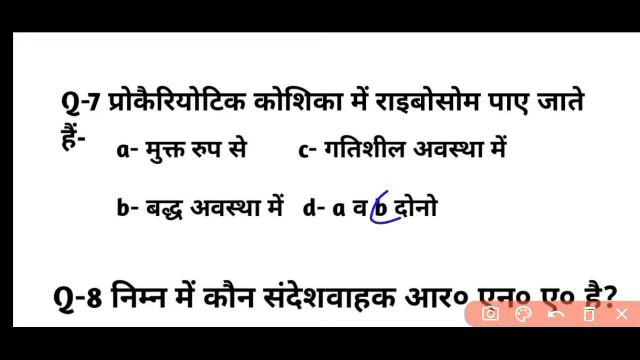 Q-7 प्रोकैरियोटिक कोशिका में राइबोसोम पाए जाते
हैं-
a- मुक्त रुप से c- गतिशील अवस्था में
b- बद्ध अवस्था में d- a व b दोनो
Q-8 निम्न में कौन संदेशवाहक आर० एन० ए० है?